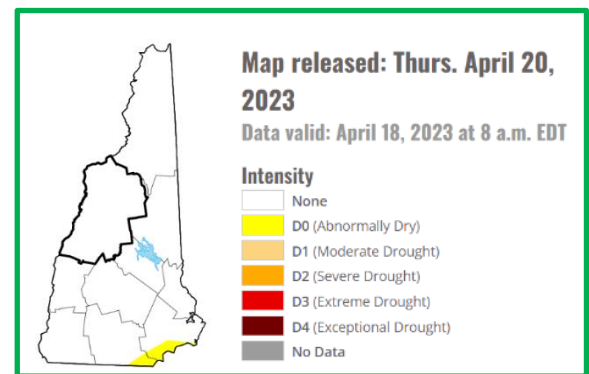 Map released: Thurs. April 20,
2023
Data valid: April 18, 2023 at 8 a.m. EDT
Intensity
None
D0 (Abnormally Dry)
D1 (Moderate Drought)
D2 (Severe Drought)
D3 (Extreme Drought)
D4 (Exceptional Drought)
No Data